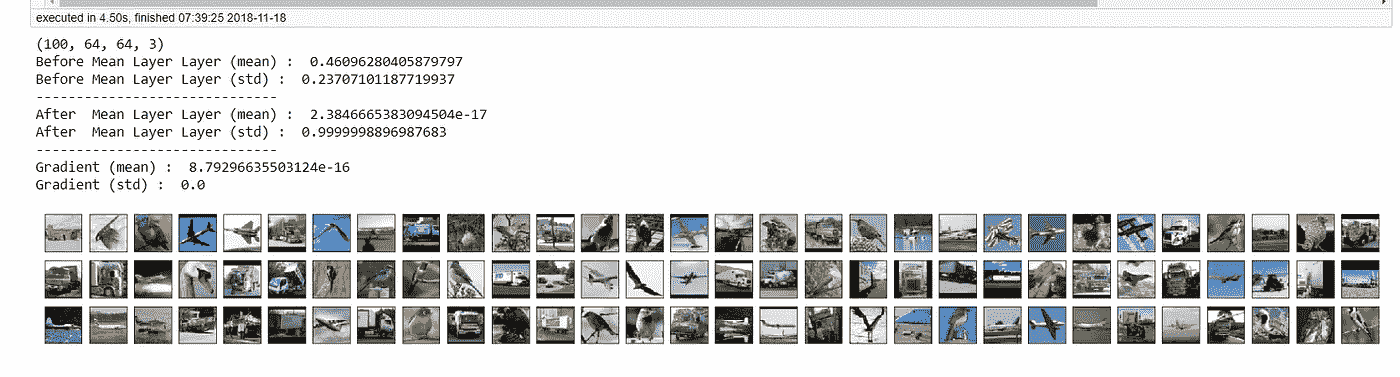 executed in 4.50s, finished 07:39:25 2018-11-18
(100, 64, 64, 3)
Before Mean Layer Layer (mean) :  0.46096280405879797
Before Mean Layer Layer (std) :  0.23707101187719937
------------------------------
After  Mean Layer Layer (mean) :  2.3846665383094504e-17
After  Mean Layer Layer (std) :  0.9999998896987683
------------------------------
Gradient (mean) :  8.79296635503124e-16
Gradient (std) :  0.0